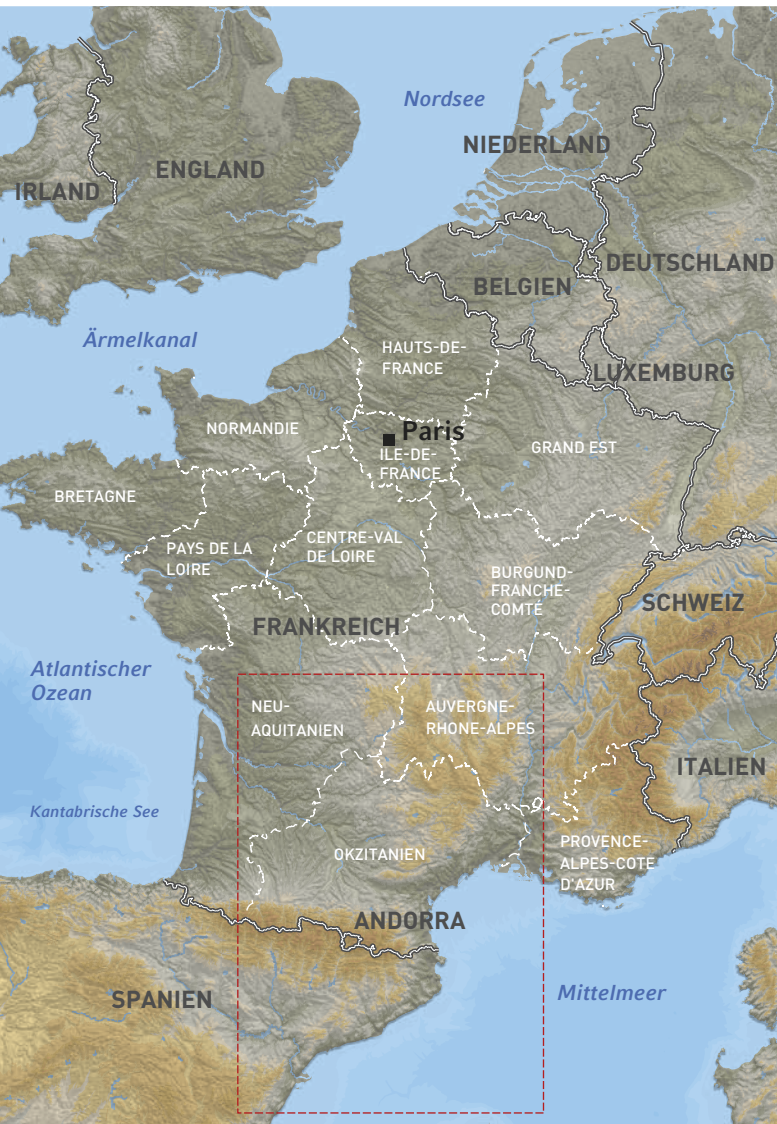 Nordsee
NIEDERLAND
ENGLAND
IRLAND
DEUTSCHLAND
BELGIEN
Ärmelkanal
HAUTS-DE-
FRANCE
LUXEMBURG
NORMANDIE
Paris
ILE-DE-
FRANCE
GRAND EST
BRETAGNE
PAYS DE LA
LOIRE
CENTRE-VAL
DE LOIRE
BURGUND-
FRANCHE-
COMTÉ
SCHWEIZ
FRANKREICH
Atlantischer
Ozean
NEU-
AQUITANIEN
AUVERGNE-
RHONE-ALPES
ITALIEN
Kantabrische See
OKZITANIEN
PROVENCE-
ALPES-COTE
D'AZUR
ANDORRA
SPANIEN
Mittelmeer